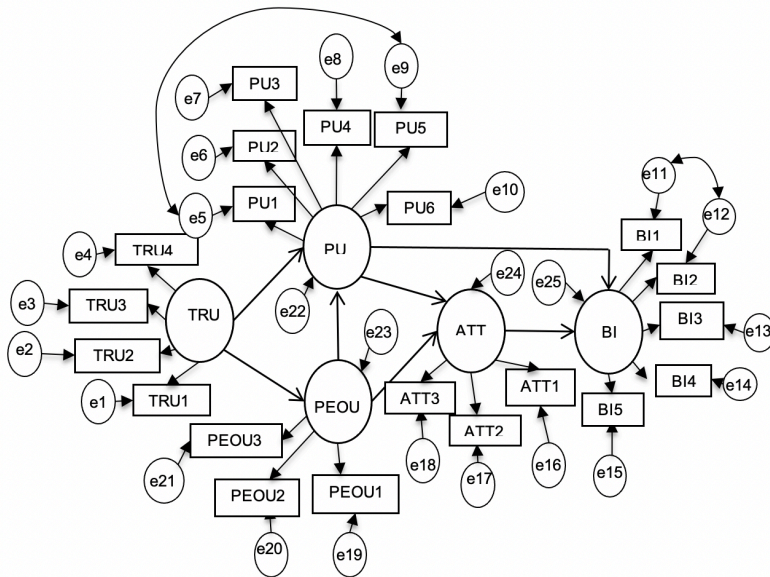 e8
e9
e7
PU3
PU4
PU5
e6
PU2
e11
e10
e5
PU1
PU6
e12
e4
TRU4
PU
BI1
e24
e25
BI2
e3
TRU3
TRU
e22
e23
ATT
BI
BI3
e13
e2
TRU2
e1
TRU1
PEOU
ATT3
ATT1
BI4
e14
ATT2
BI5
PEOU3
e21
e18
e17
e16
e15
PEOU2
PEOU1
e20
e19